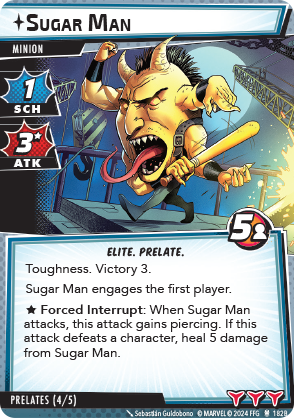 SUGAR MAN
MINION
1
SCH
3★
ATK
5
ELITE. PRELATE.
Toughness. Victory 3.
Sugar Man engages the first player.
★ Forced Interrupt: When Sugar Man
attacks, this attack gains piercing. If this
attack defeats a character, heal 5 damage
from Sugar Man.
PRELATES (4/5)
Sebastián Guidobono © MARVEL © 2024 FFG 182B